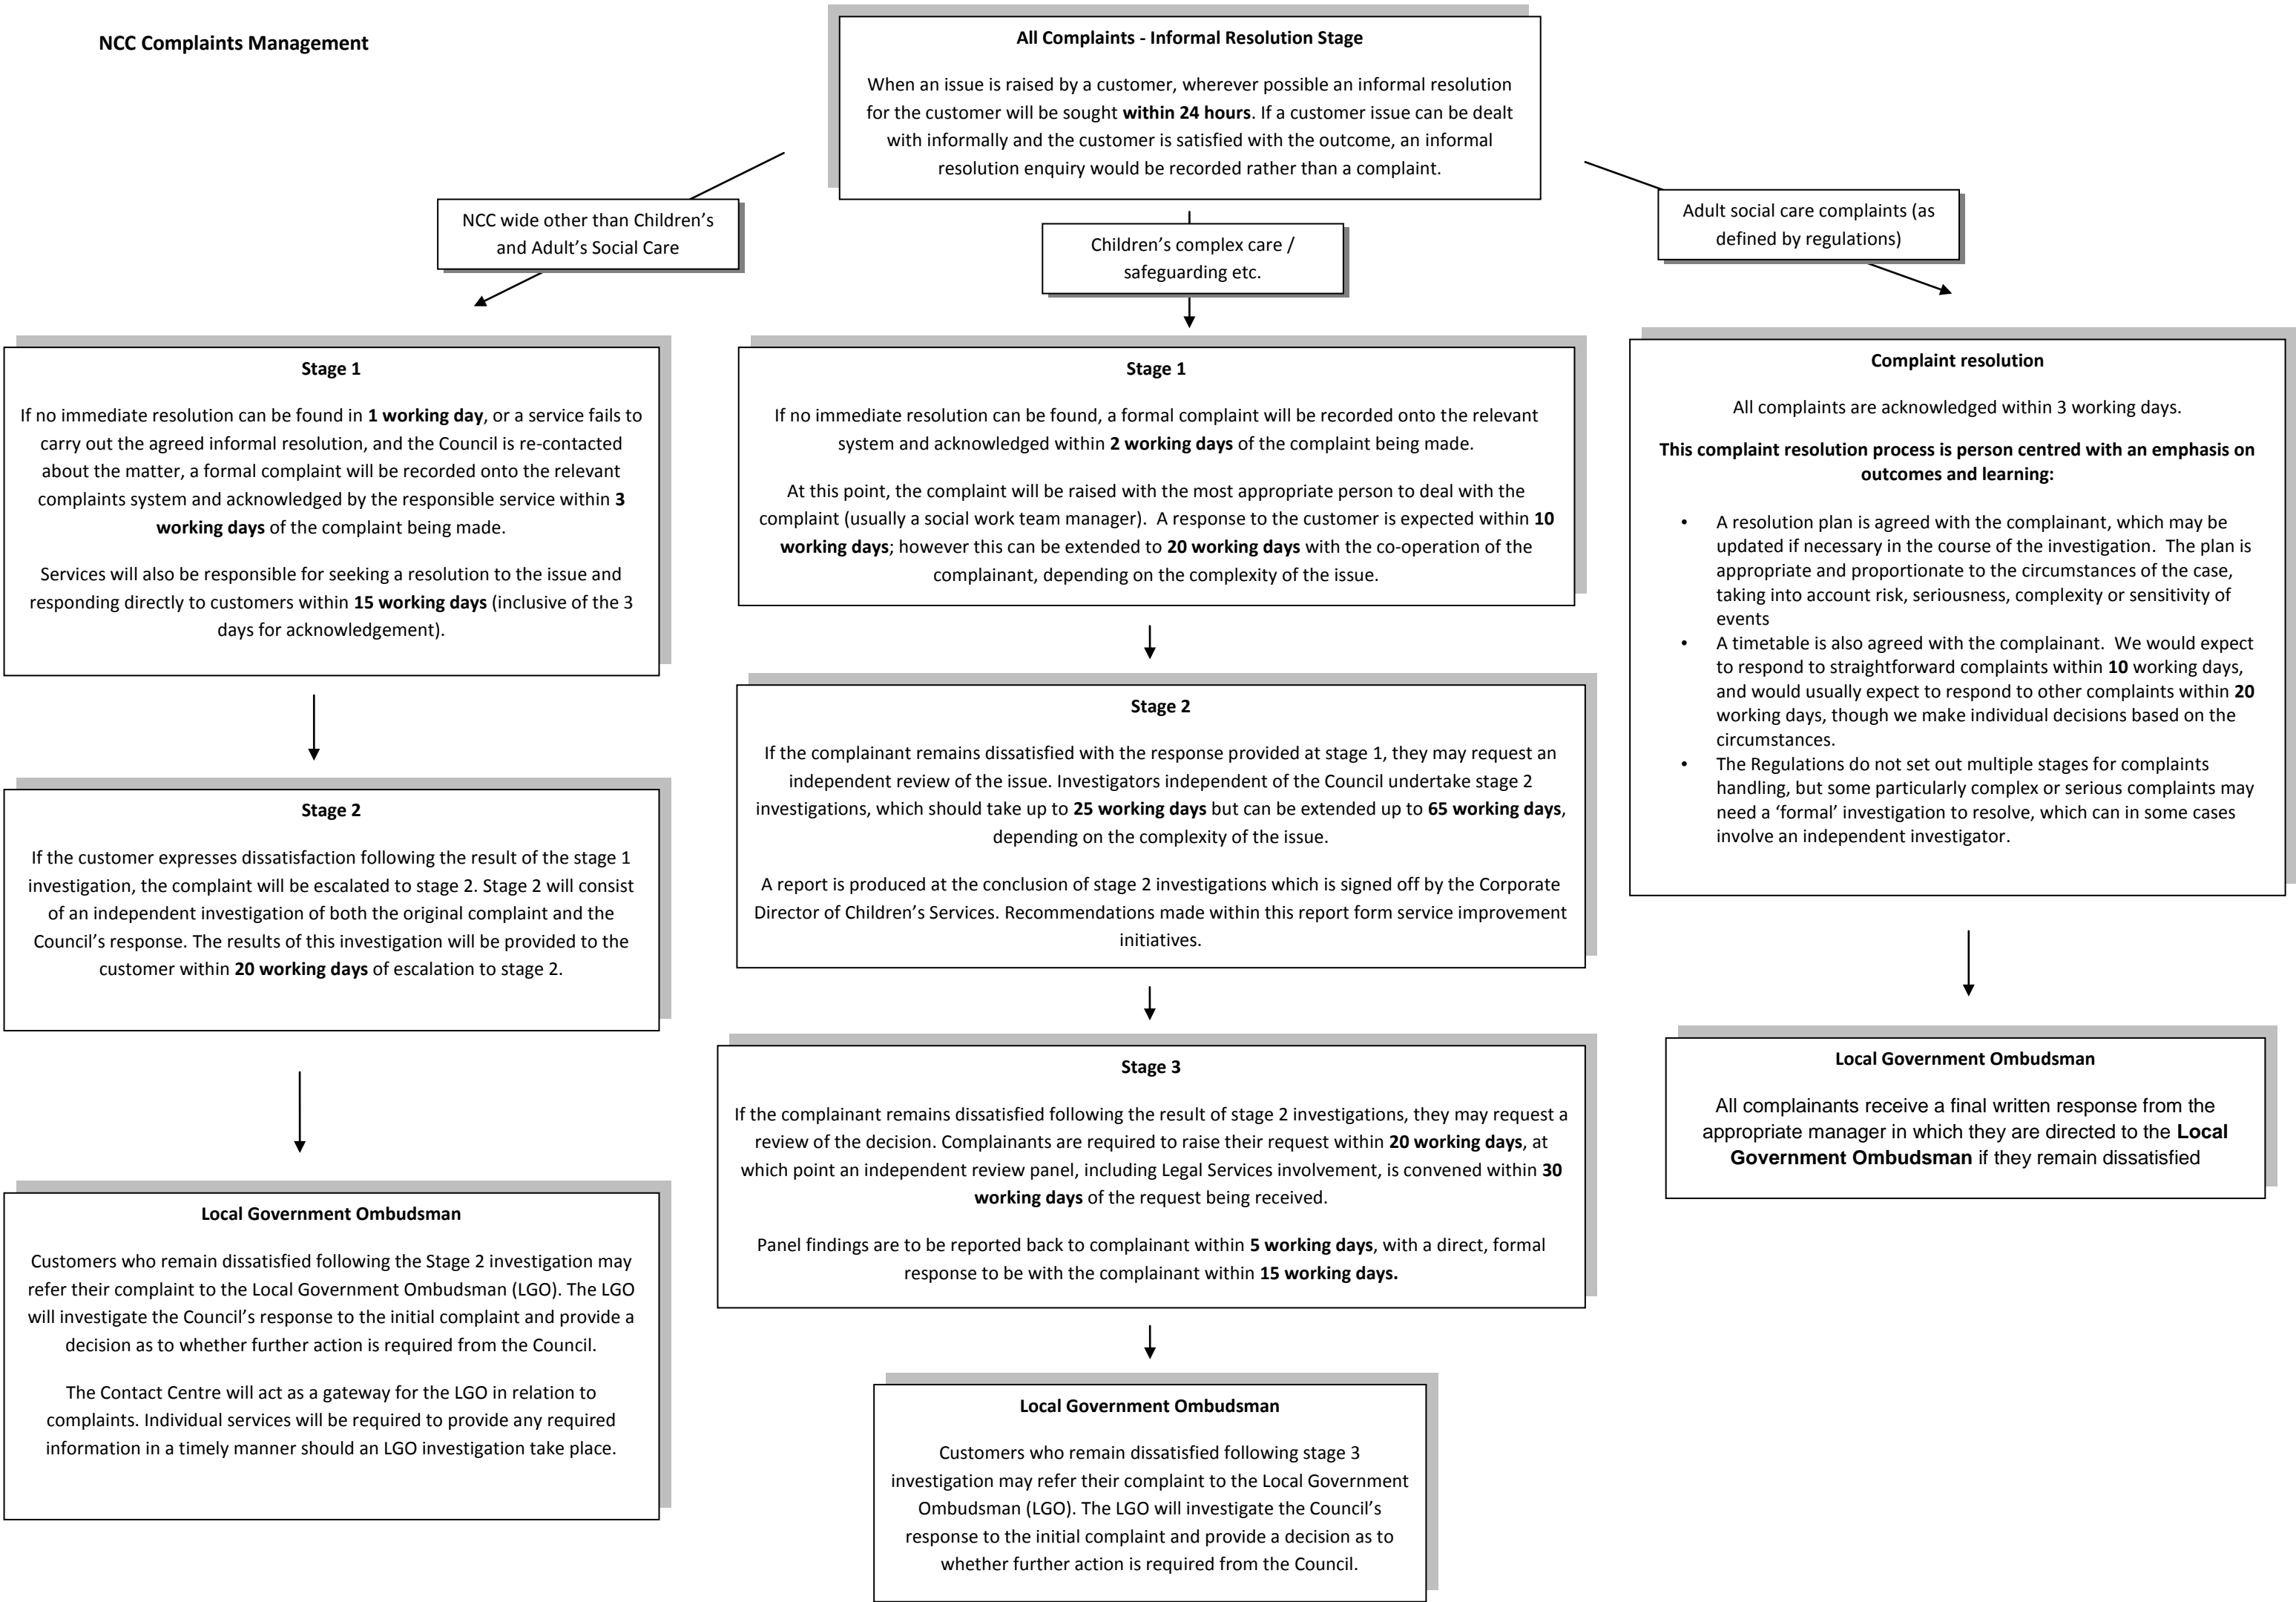 NCC Complaints Management
All Complaints - Informal Resolution Stage
When an issue is raised by a customer, wherever possible an informal resolution
for the customer will be sought within 24 hours. If a customer issue can be dealt
with informally and the customer is satisfied with the outcome, an informal
resolution enquiry would be recorded rather than a complaint.
NCC wide other than Children’s
and Adult’s Social Care
Children’s complex care /
safeguarding etc.
Adult social care complaints (as
defined by regulations)
Stage 1
If no immediate resolution can be found in 1 working day, or a service fails to
carry out the agreed informal resolution, and the Council is re-contacted
about the matter, a formal complaint will be recorded onto the relevant
complaints system and acknowledged by the responsible service within 3
working days of the complaint being made.
Services will also be responsible for seeking a resolution to the issue and
responding directly to customers within 15 working days (inclusive of the 3
days for acknowledgement).
Stage 2
If the customer expresses dissatisfaction following the result of the stage 1
investigation, the complaint will be escalated to stage 2. Stage 2 will consist
of an independent investigation of both the original complaint and the
Council’s response. The results of this investigation will be provided to the
customer within 20 working days of escalation to stage 2.
Local Government Ombudsman
Customers who remain dissatisfied following the Stage 2 investigation may
refer their complaint to the Local Government Ombudsman (LGO). The LGO
will investigate the Council’s response to the initial complaint and provide a
decision as to whether further action is required from the Council.
The Contact Centre will act as a gateway for the LGO in relation to
complaints. Individual services will be required to provide any required
information in a timely manner should an LGO investigation take place.
Stage 1
If no immediate resolution can be found, a formal complaint will be recorded onto the relevant
system and acknowledged within 2 working days of the complaint being made.
At this point, the complaint will be raised with the most appropriate person to deal with the
complaint (usually a social work team manager). A response to the customer is expected within 10
working days; however this can be extended to 20 working days with the co-operation of the
complainant, depending on the complexity of the issue.
Stage 2
If the complainant remains dissatisfied with the response provided at stage 1, they may request an
independent review of the issue. Investigators independent of the Council undertake stage 2
investigations, which should take up to 25 working days but can be extended up to 65 working days,
depending on the complexity of the issue.
A report is produced at the conclusion of stage 2 investigations which is signed off by the Corporate
Director of Children’s Services. Recommendations made within this report form service improvement
initiatives.
Stage 3
If the complainant remains dissatisfied following the result of stage 2 investigations, they may request a
review of the decision. Complainants are required to raise their request within 20 working days, at
which point an independent review panel, including Legal Services involvement, is convened within 30
working days of the request being received.
Panel findings are to be reported back to complainant within 5 working days, with a direct, formal
response to be with the complainant within 15 working days.
Local Government Ombudsman
Customers who remain dissatisfied following stage 3
investigation may refer their complaint to the Local Government
Ombudsman (LGO). The LGO will investigate the Council’s
response to the initial complaint and provide a decision as to
whether further action is required from the Council.
Complaint resolution
All complaints are acknowledged within 3 working days.
This complaint resolution process is person centred with an emphasis on
outcomes and learning:
• A resolution plan is agreed with the complainant, which may be
updated if necessary in the course of the investigation. The plan is
appropriate and proportionate to the circumstances of the case,
taking into account risk, seriousness, complexity or sensitivity of
events
• A timetable is also agreed with the complainant. We would expect
to respond to straightforward complaints within 10 working days,
and would usually expect to respond to other complaints within 20
working days, though we make individual decisions based on the
circumstances.
• The Regulations do not set out multiple stages for complaints
handling, but some particularly complex or serious complaints may
need a ‘formal’ investigation to resolve, which can in some cases
involve an independent investigator.
Local Government Ombudsman
All complainants receive a final written response from the
appropriate manager in which they are directed to the Local
Government Ombudsman if they remain dissatisfied